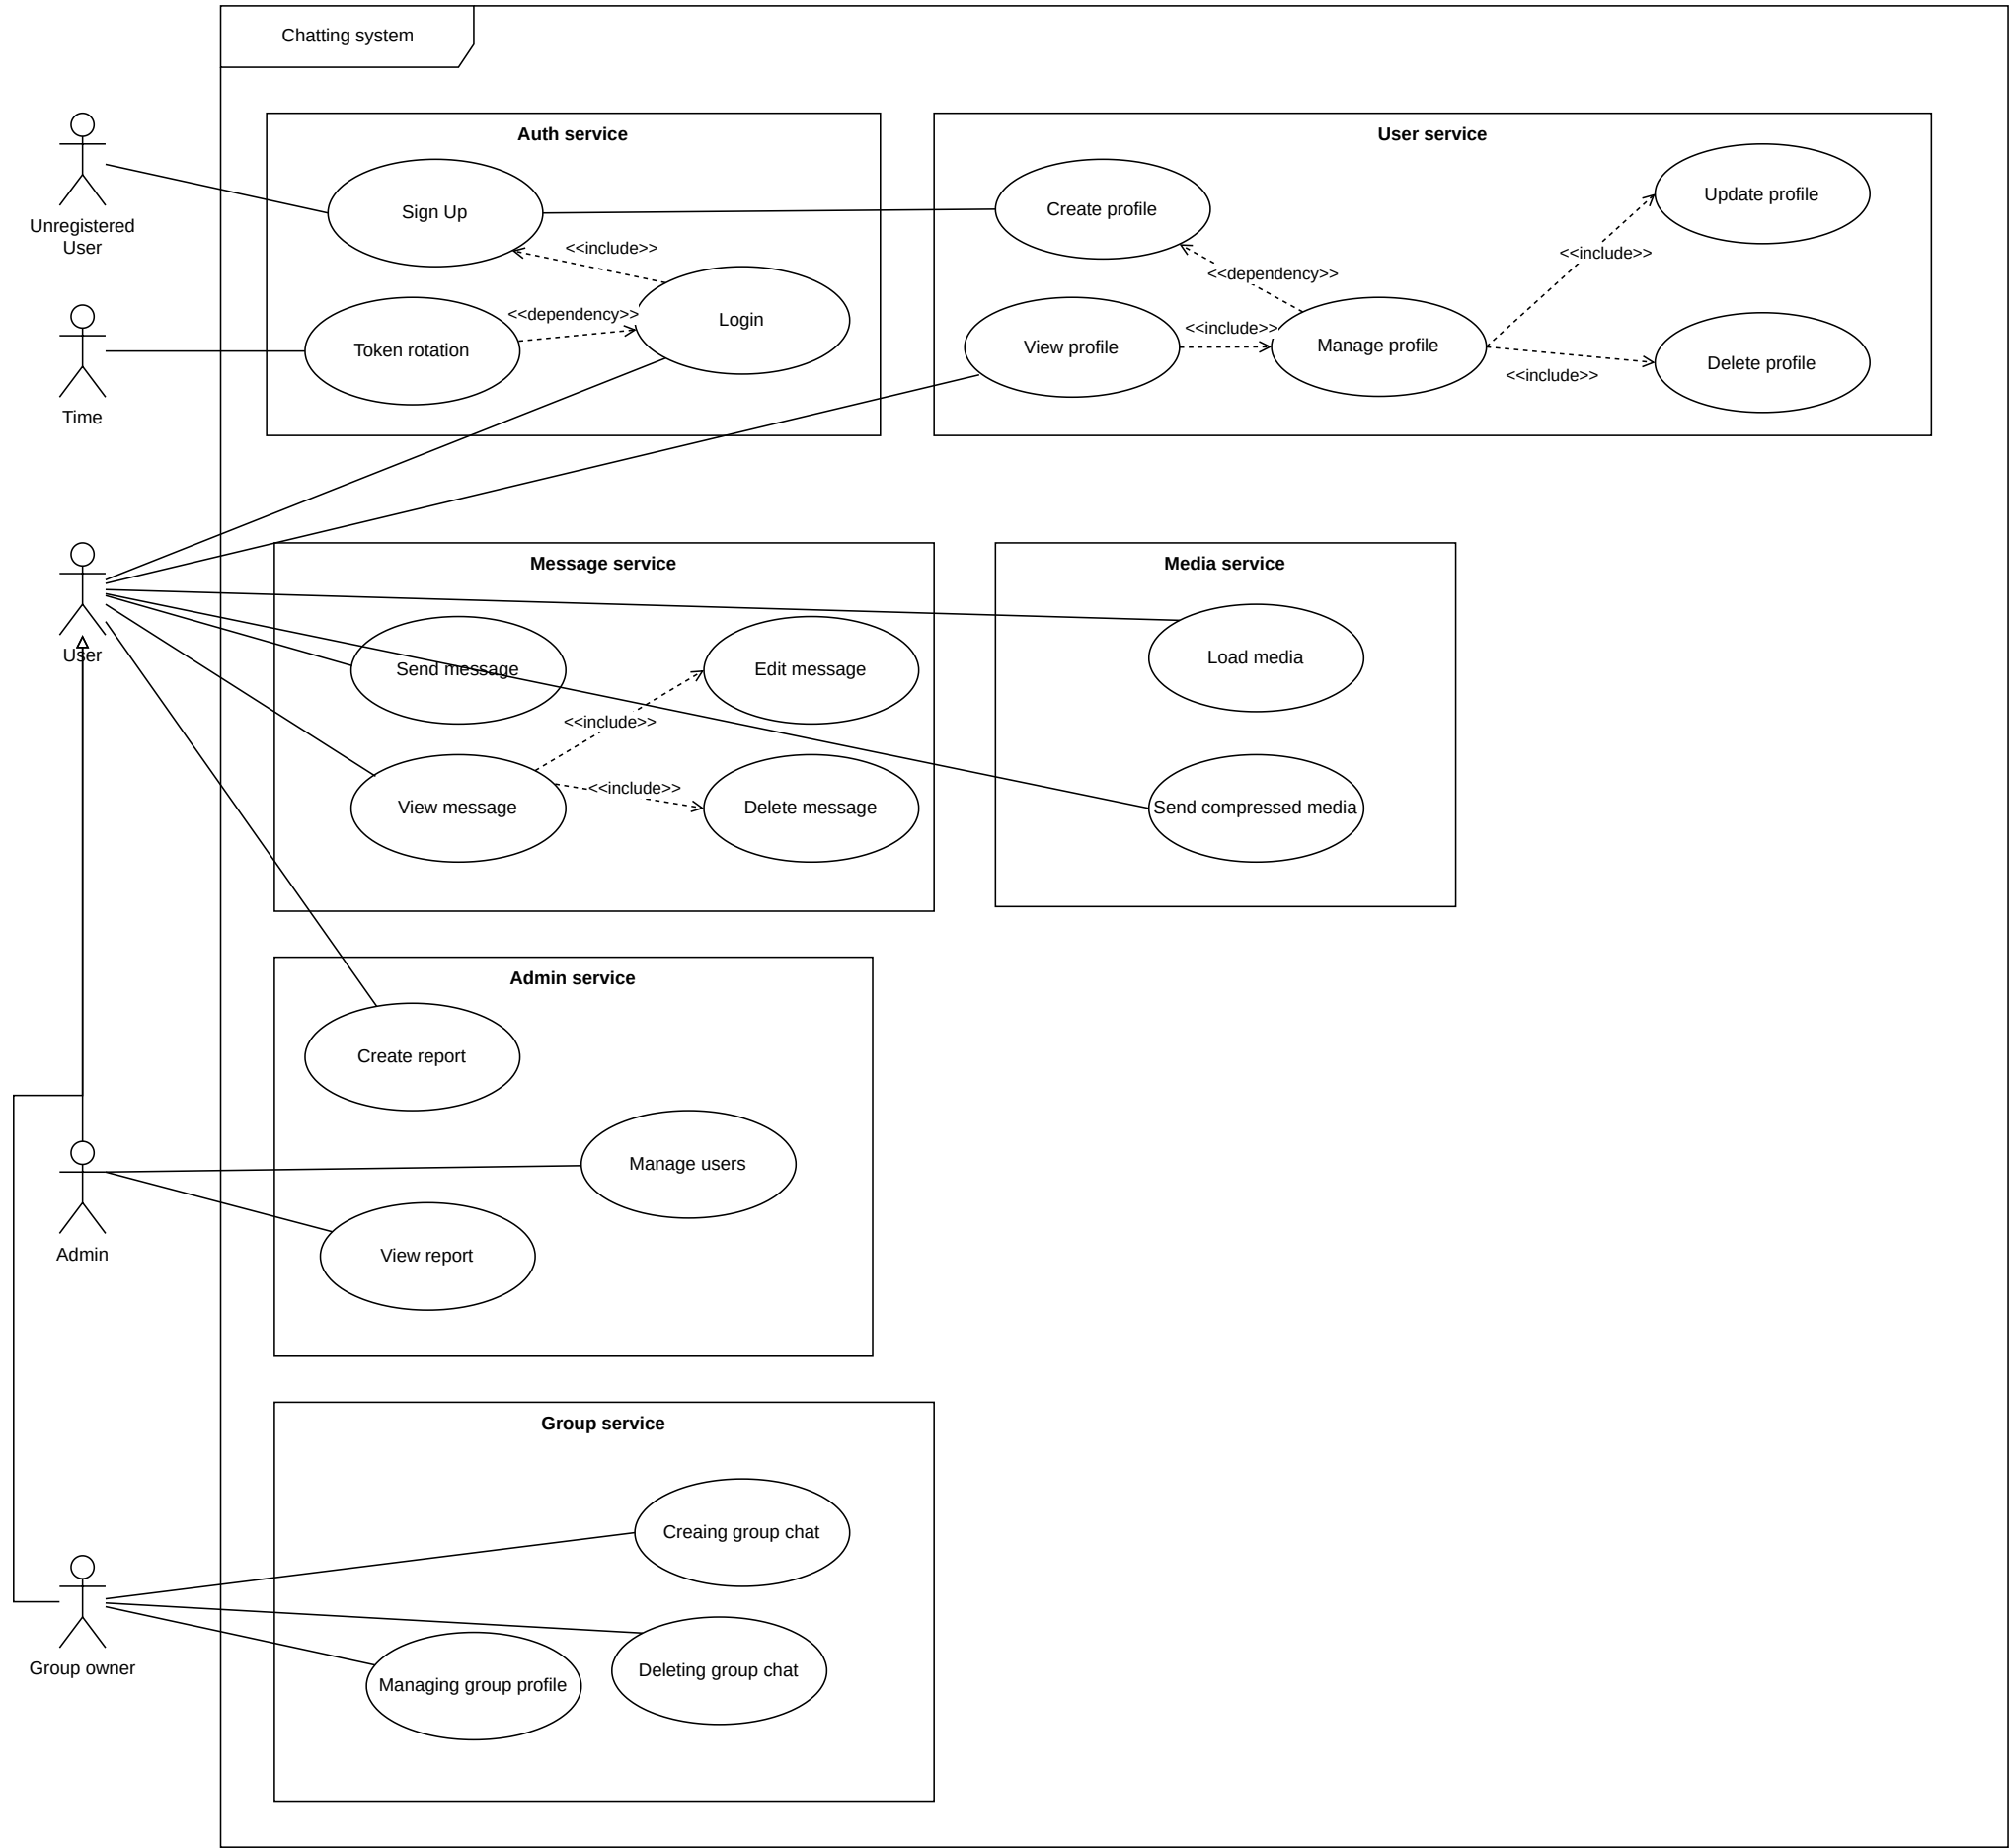 Chatting system
Unregistered
User
Time
User
Admin
Group owner
Auth service
Sign Up
<<include>>
Login
<<dependency>>
Token rotation
User service
Create profile
Update profile
<<include>>
<<dependency>>
View profile
<<include>>
Manage profile
<<include>>
Delete profile
Message service
Send message
Edit message
<<include>>
<<include>>
View message
Delete message
Media service
Load media
Send compressed media
Admin service
Create report
Manage users
View report
Group service
Creaing group chat
Deleting group chat
Managing group profile